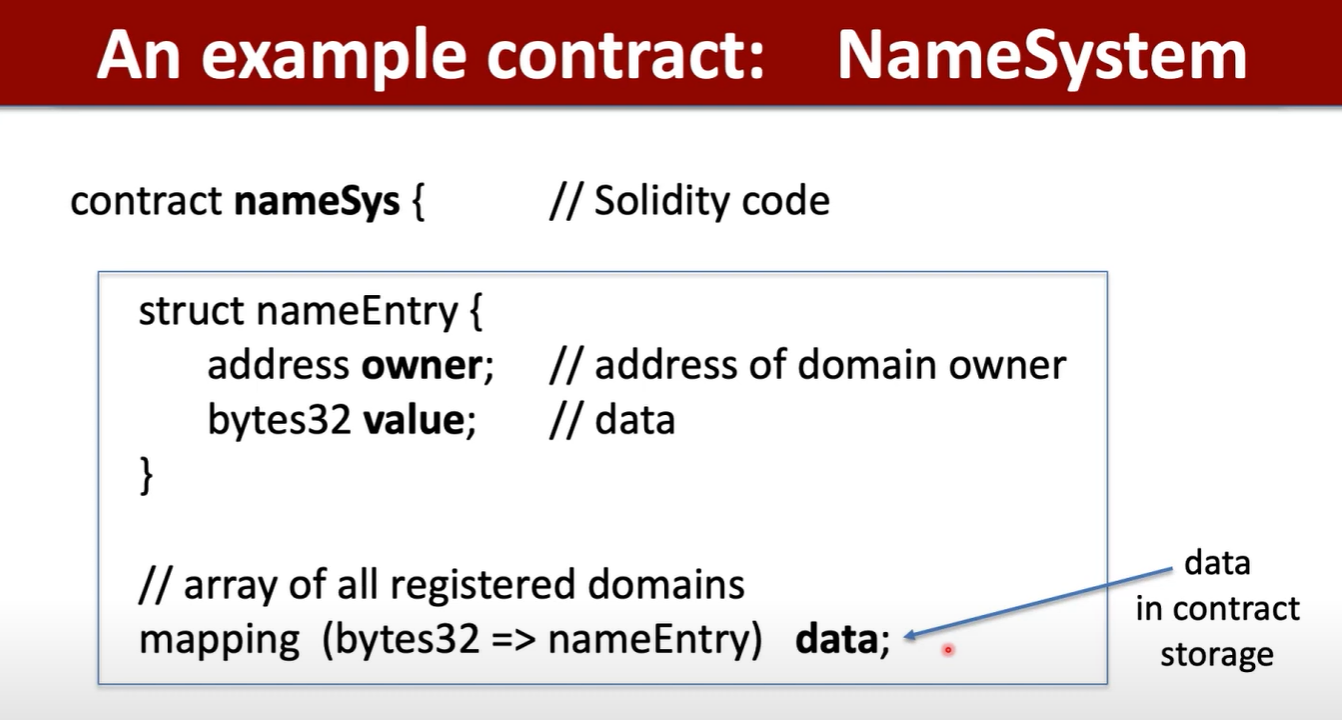 An example contract: NameSystem
contract nameSys { // Solidity code
struct nameEntry {
address owner; // address of domain owner
bytes32 value; // data
}
// array of all registered domains
mapping (bytes32 => nameEntry) data;
data
in contract
storage